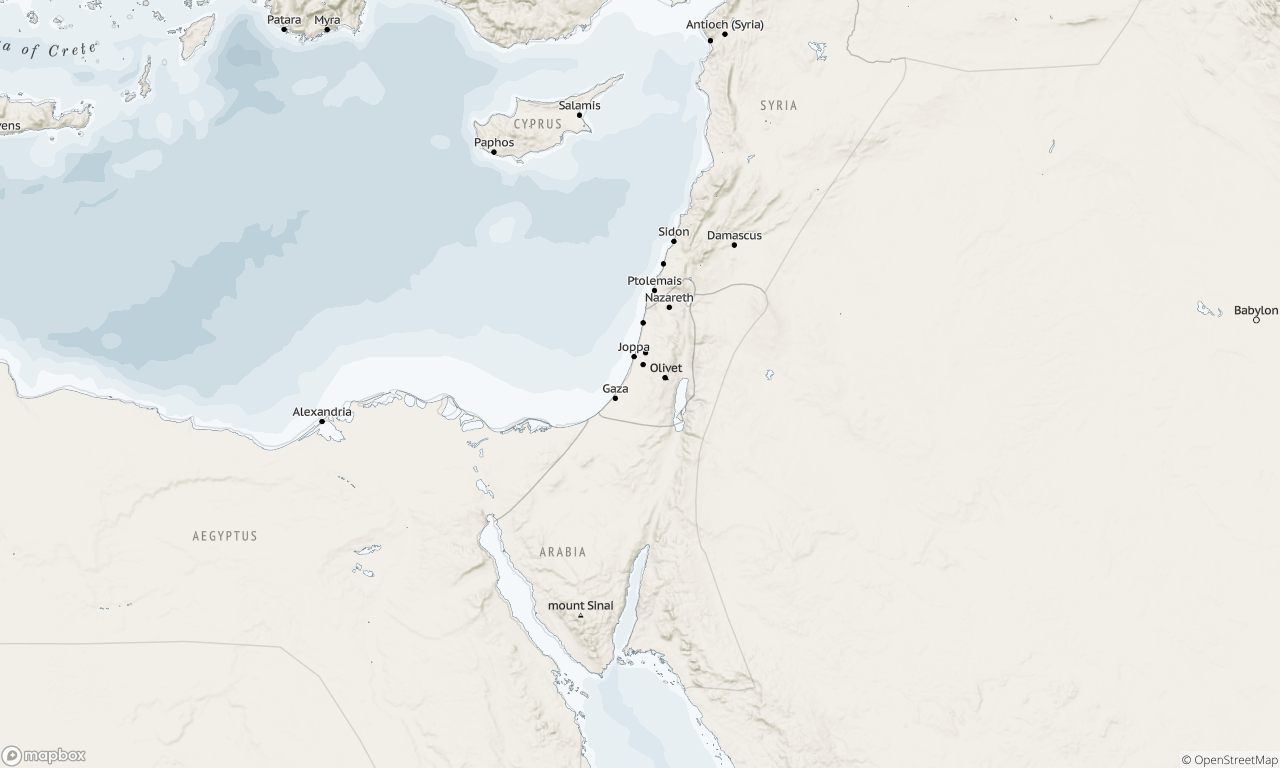 Patara
Myra
Antioch (Syria)
a of Crete
SYRIA
Salamis
CYPRUS
vens
Paphos
Sidon
Damascus
Ptolemais
Nazareth
Babylon
Joppa
Olivet
Gaza
Alexandria
AEGYPTUS
ARABIA
mount Sinai
mapbox
© OpenStreetMap